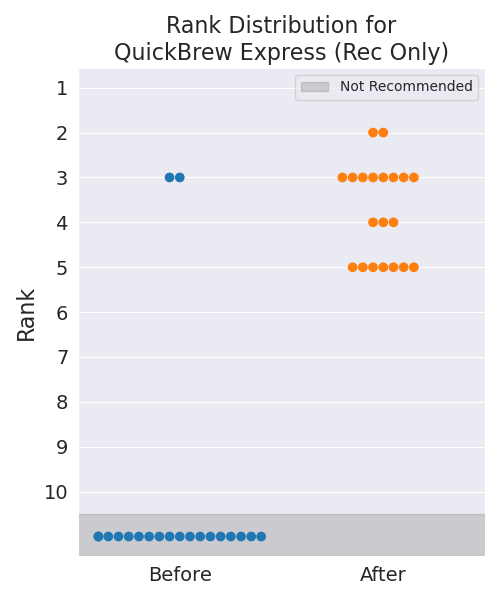 Rank Distribution for
QuickBrew Express (Rec Only)
Not Recommended
Rank
1
2
3
4
5
6
7
8
9
10
Before After